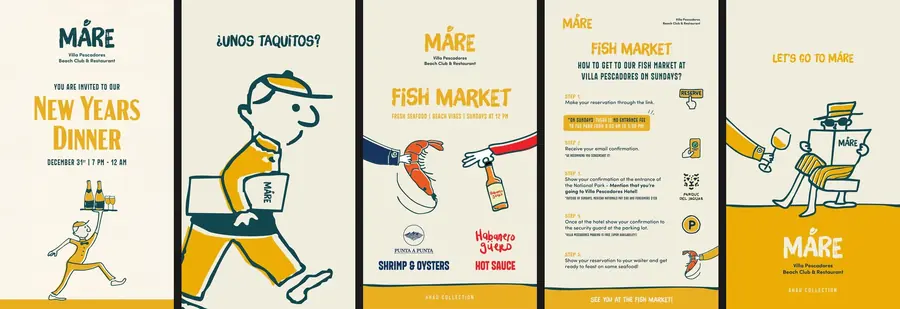 MÁRE
Villa Pescadores
Beach Club & Restaurant
YOU ARE INVITED TO OUR
NEW YEARS
DINNER
DECEMBER 31st | 7 PM - 12 AM
¿UNOS TAQUITOS?
MÁRE
MÁRE
Villa Pescadores
Beach Club & Restaurant
FISH MARKET
FRESH SEAFOOD | BEACH VIBES | SUNDAYS AT 12 PM
PUNTA A PUNTA
SHRIMP & OYSTERS
Habanero
güero
HOT SAUCE
AHAU COLLECTION
MÁRE
Villa Pescadores
Beach Club & Restaurant
FISH MARKET
HOW TO GET TO OUR FISH MARKET AT
VILLA PESCADORES ON SUNDAYS?
STEP 1
Make your reservation through the link.
RESERVE
STEP 2
Receive your email confirmation.
STEP 3
Show your confirmation at the entrance of
the National Park - Mention that you're
going to Villa Pescadores Hotel!
PARQUE
DEL JAGUAR
STEP 4
Once at the hotel show your confirmation to
the security guard at the parking lot.
P
Show your reservation to your waiter and get
ready to feast on some seafood!
SEE YOU AT THE FISH MARKET!
LET'S GO TO MÁRE
MÁRE
MÁRE
Villa Pescadores
Beach Club & Restaurant
AHAU COLLECTION